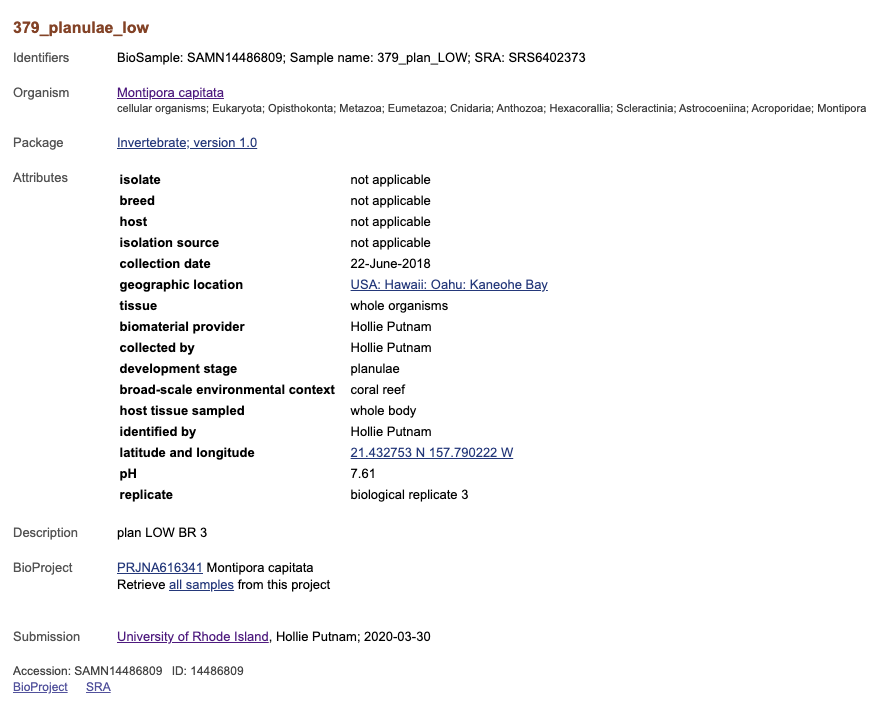 379_planulae_low
Identifiers BioSample: SAMN14486809; Sample name: 379_plan_LOW; SRA: SRS6402373
Organism Montipora capitata
cellular organisms; Eukaryota; Opisthokonta; Metazoa; Eumetazoa; Cnidaria; Anthozoa; Hexacorallia; Scleractinia; Astrocoeniina; Acroporidae; Montipora
Package Invertebrate; version 1.0
Attributes
isolate not applicable
breed not applicable
host not applicable
isolation source not applicable
collection date 22-June-2018
geographic location USA: Hawaii: Oahu: Kaneohe Bay
tissue whole organisms
biomaterial provider Hollie Putnam
collected by Hollie Putnam
development stage planulae
broad-scale environmental context coral reef
host tissue sampled whole body
identified by Hollie Putnam
latitude and longitude 21.432753 N 157.790222 W
pH 7.61
replicate biological replicate 3
Description plan LOW BR 3
BioProject PRJNA616341 Montipora capitata
Retrieve all samples from this project
Submission University of Rhode Island, Hollie Putnam; 2020-03-30
Accession: SAMN14486809 ID: 14486809
BioProject SRA